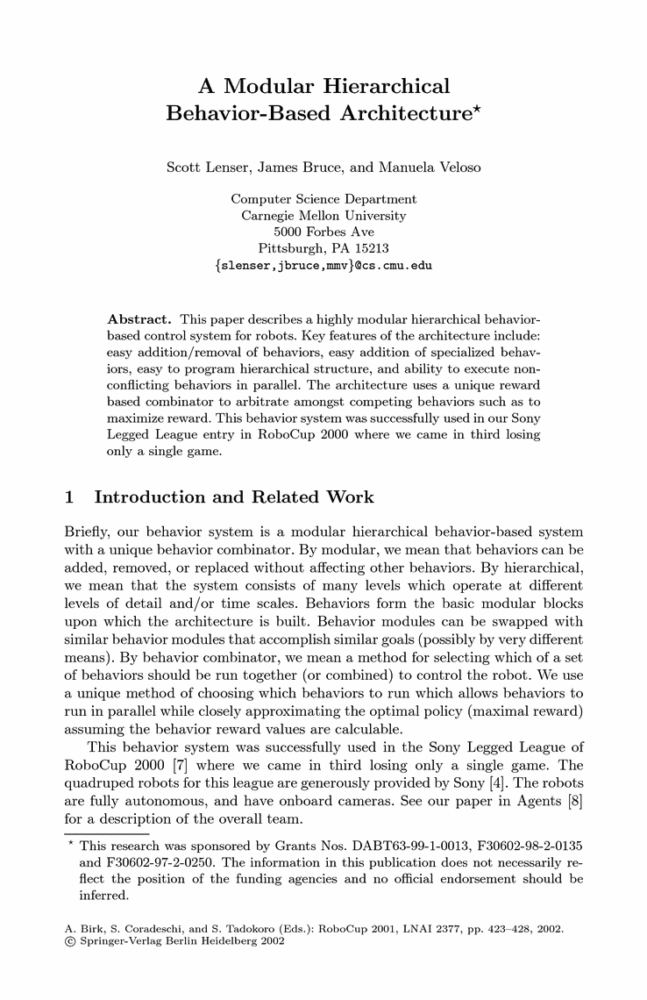 A Modular Hierarchical
Behavior-Based Architecture*
Scott Lenser, James Bruce, and Manuela Veloso
Computer Science Department
Carnegie Mellon University
5000 Forbes Ave
Pittsburgh, PA 15213
{slenser,jbruce,mmv}@cs.cmu.edu
Abstract. This paper describes a highly modular hierarchical behavior-
based control system for robots. Key features of the architecture include:
easy addition/removal of behaviors, easy addition of specialized behav-
iors, easy to program hierarchical structure, and ability to execute non-
conflicting behaviors in parallel. The architecture uses a unique reward
based combinator to arbitrate amongst competing behaviors such as to
maximize reward. This behavior system was successfully used in our Sony
Legged League entry in RoboCup 2000 where we came in third losing
only a single game.
1 Introduction and Related Work
Briefly, our behavior system is a modular hierarchical behavior-based system
with a unique behavior combinator. By modular, we mean that behaviors can be
added, removed, or replaced without affecting other behaviors. By hierarchical,
we mean that the system consists of many levels which operate at different
levels of detail and/or time scales. Behaviors form the basic modular blocks
upon which the architecture is built. Behavior modules can be swapped with
similar behavior modules that accomplish similar goals (possibly by very different
means). By behavior combinator, we mean a method for selecting which of a set
of behaviors should be run together (or combined) to control the robot. We use
a unique method of choosing which behaviors to run which allows behaviors to
run in parallel while closely approximating the optimal policy (maximal reward)
assuming the behavior reward values are calculable.
This behavior system was successfully used in the Sony Legged League of
RoboCup 2000 [7] where we came in third losing only a single game. The
quadruped robots for this league are generously provided by Sony [4]. The robots
are fully autonomous, and have onboard cameras. See our paper in Agents [8]
for a description of the overall team.
* This research was sponsored by Grants Nos. DABT63-99-1-0013, F30602-98-2-0135
and F30602-97-2-0250. The information in this publication does not necessarily re-
flect the position of the funding agencies and no official endorsement should be
inferred.
A. Birk, S. Coradeschi, and S. Tadokoro (Eds.): RoboCup 2001, LNAI 2377, pp. 423–428, 2002.
© Springer-Verlag Berlin Heidelberg 2002